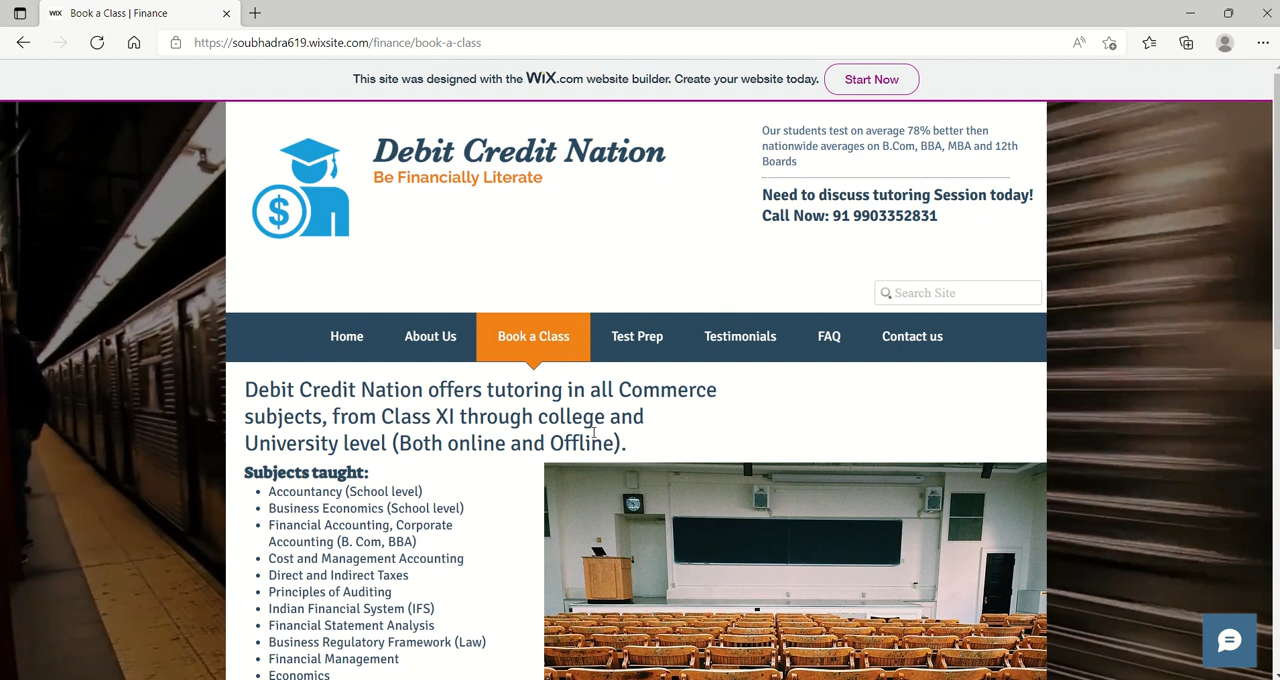 WIX Book a Class | Finance
https://soubhadra619.wixsite.com/finance/book-a-class
This site was designed with the WiX.com website builder. Create your website today. Start Now
Debit Credit Nation
Be Financially Literate
$
Our students test on average 78% better then
nationwide averages on B.Com, BBA, MBA and 12th
Boards
Need to discuss tutoring Session today!
Call Now: 91 9903352831
Search Site
Home About Us Book a Class Test Prep Testimonials FAQ Contact us
Debit Credit Nation offers tutoring in all Commerce
subjects, from Class XI through college and
University level (Both online and Offline).
Subjects taught:
• Accountancy (School level)
• Business Economics (School level)
• Financial Accounting, Corporate
Accounting (B. Com, BBA)
• Cost and Management Accounting
• Direct and Indirect Taxes
• Principles of Auditing
• Indian Financial System (IFS)
• Financial Statement Analysis
• Business Regulatory Framework (Law)
• Financial Management
• Economics